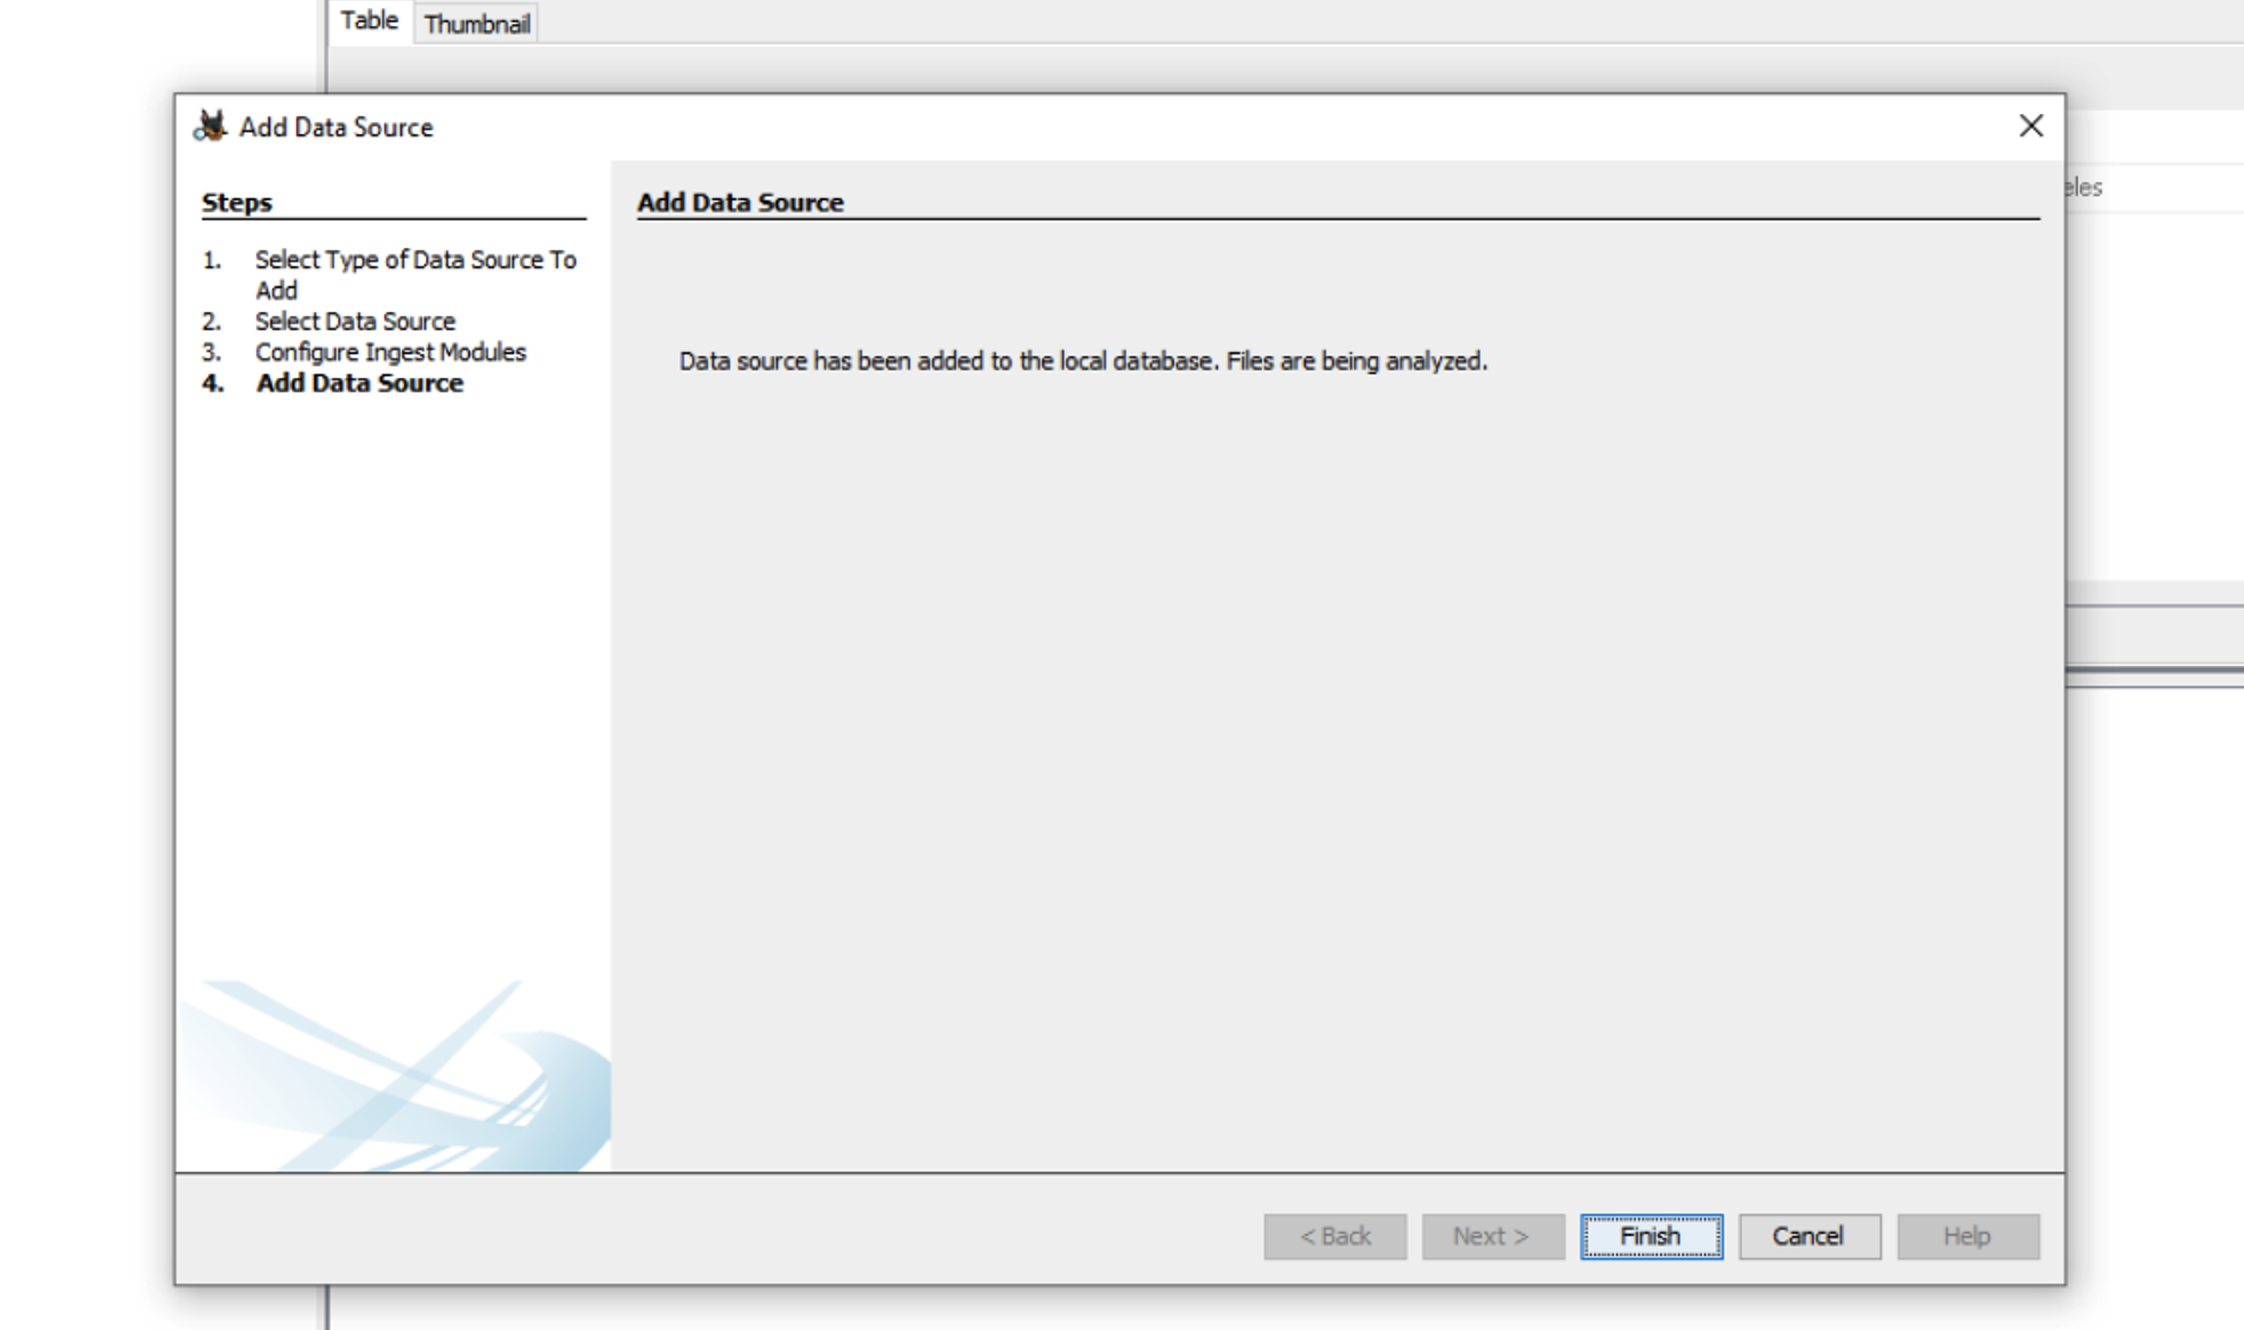 Table
Thumbnail
Add Data Source
eles
Steps
1. Select Type of Data Source To
Add
2. Select Data Source
3. Configure Ingest Modules
4. Add Data Source
Add Data Source
Data source has been added to the local database. Files are being analyzed.
< Back
Next >
Finish
Cancel
Help